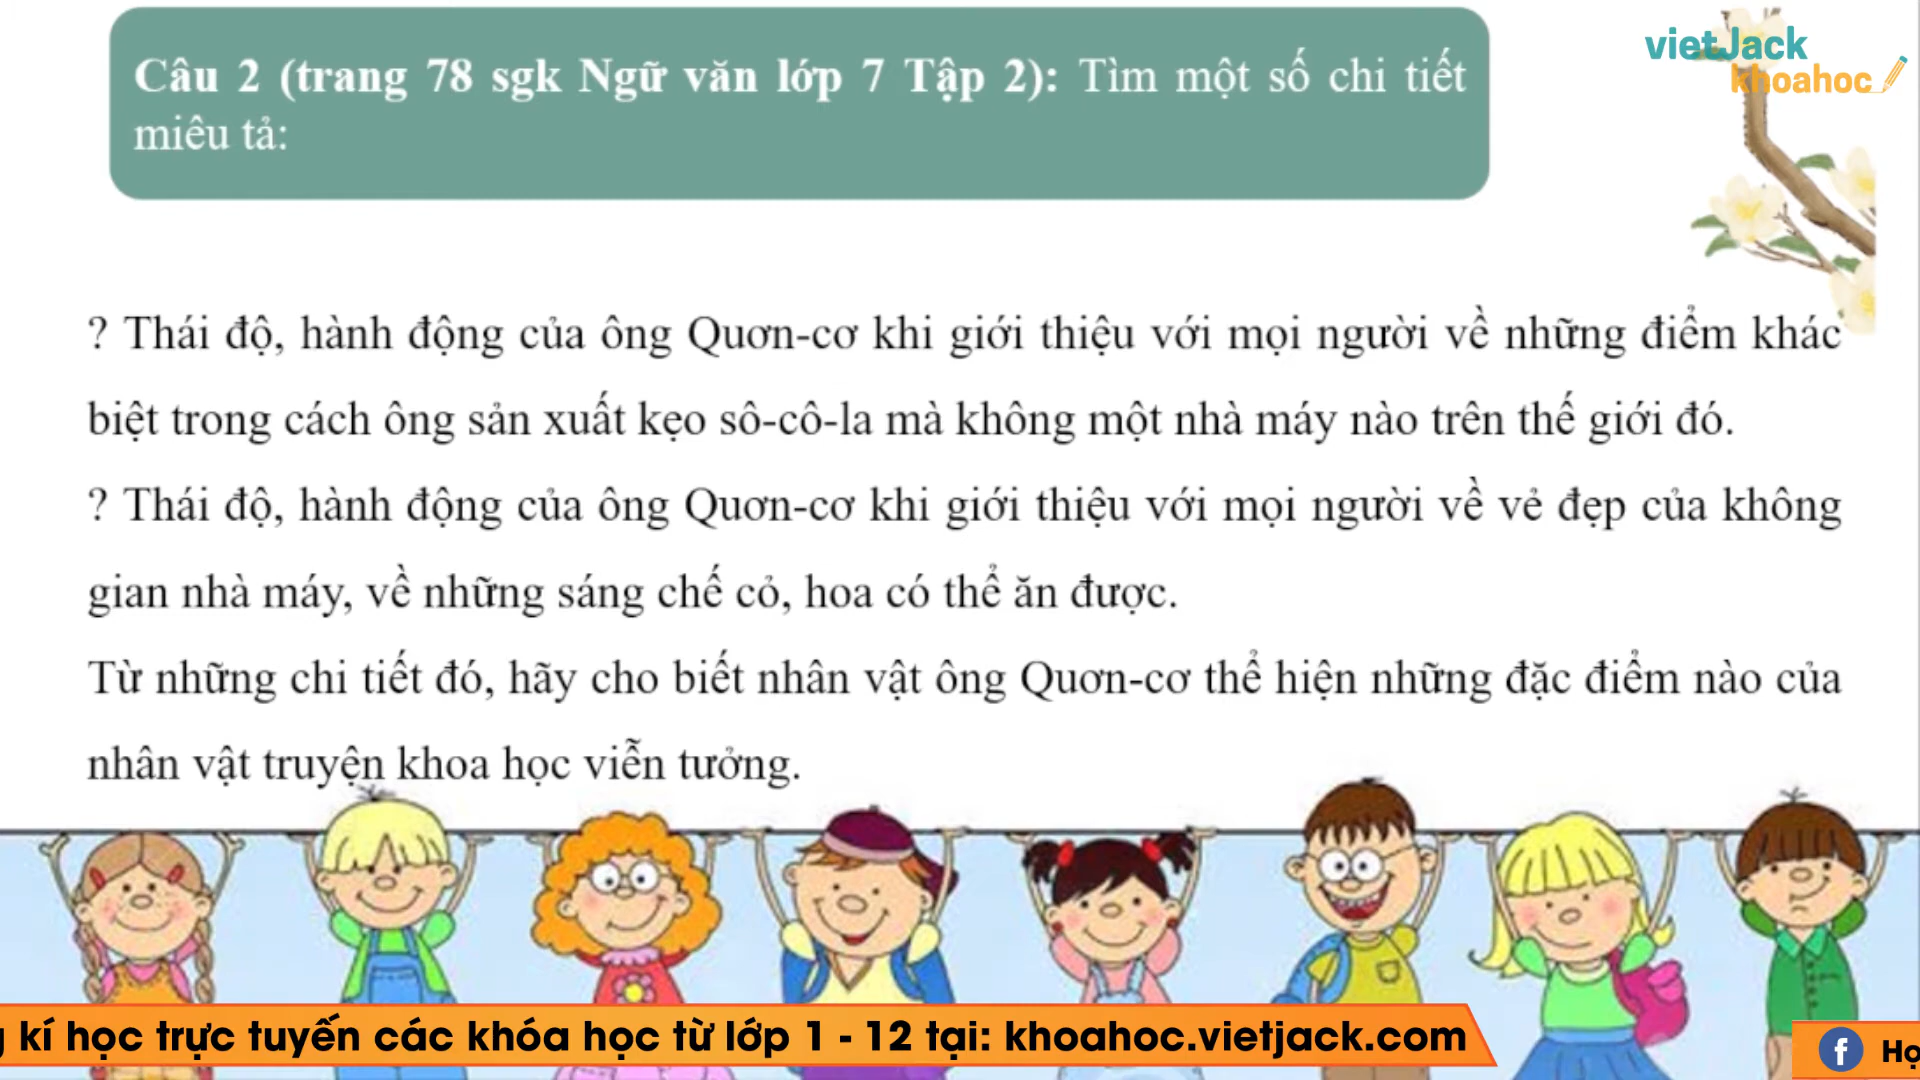 vietJack
khoahoc
Câu 2 (trang 78 sgk Ngữ văn lớp 7 Tập 2): Tìm một số chi tiết
miêu tả:
? Thái độ, hành động của ông Quơn-cơ khi giới thiệu với mọi người về những điểm khác
biệt trong cách ông sản xuất kẹo sô-cô-la mà không một nhà máy nào trên thế giới đó.
? Thái độ, hành động của ông Quơn-cơ khi giới thiệu với mọi người về vẻ đẹp của không
gian nhà máy, về những sáng chế cỏ, hoa có thể ăn được.
Từ những chi tiết đó, hãy cho biết nhân vật ông Quơn-cơ thể hiện những đặc điểm nào của
nhân vật truyện khoa học viễn tưởng.
g kí học trực tuyến các khóa học từ lớp 1 - 12 tại: khoahoc.vietjack.com
f Họ